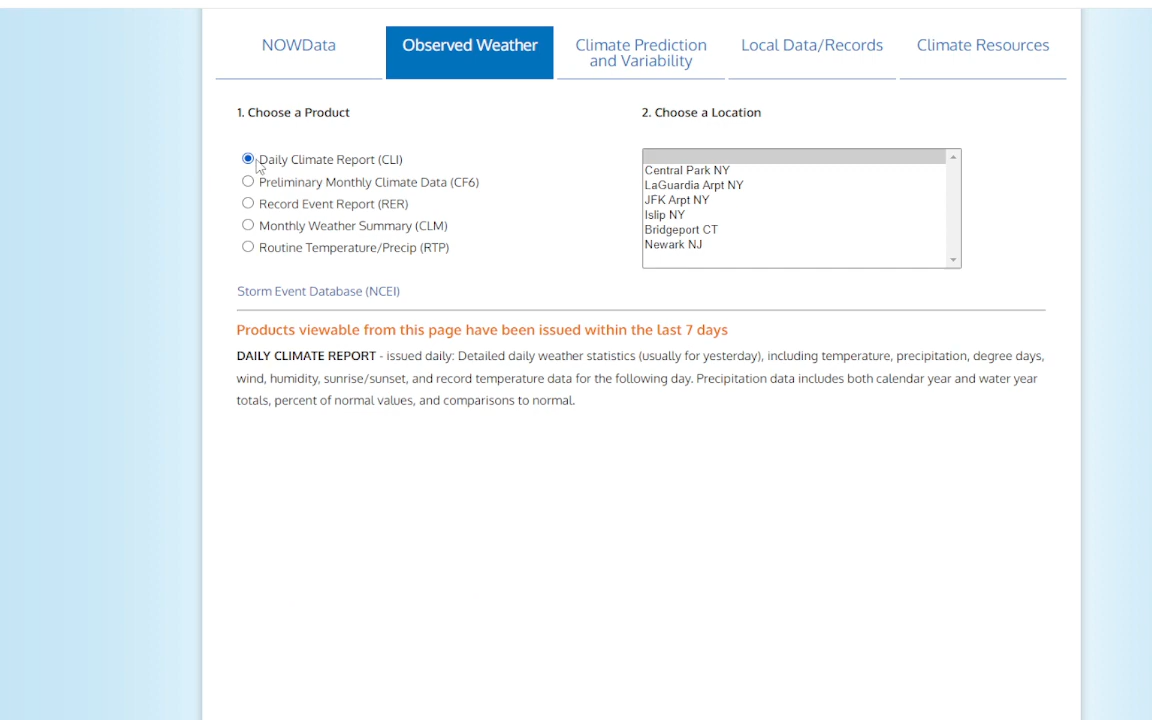 NOWData
Observed Weather
Climate Prediction
and Variability
Local Data/Records
Climate Resources
1. Choose a Product
2. Choose a Location
Daily Climate Report (CLI)
Preliminary Monthly Climate Data (CF6)
Record Event Report (RER)
Monthly Weather Summary (CLM)
Routine Temperature/Precip (RTP)
Central Park NY
LaGuardia Arpt NY
JFK Arpt NY
Islip NY
Bridgeport CT
Newark NJ
Storm Event Database (NCEI)
Products viewable from this page have been issued within the last 7 days
DAILY CLIMATE REPORT - issued daily: Detailed daily weather statistics (usually for yesterday), including temperature, precipitation, degree days,
wind, humidity, sunrise/sunset, and record temperature data for the following day. Precipitation data includes both calendar year and water year
totals, percent of normal values, and comparisons to normal.